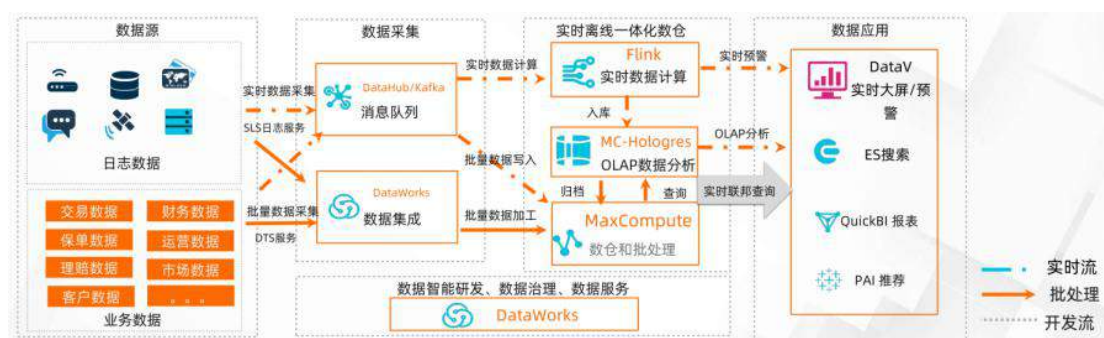 数据源
日志数据
交易数据
财务数据
保单数据
运营数据
理赔数据
市场数据
客户数据
。。。
业务数据
实时数据采集
SLS日志服务
批量数据采集
DTS服务
数据采集
DataHub/Kafka
消息队列
DataWorks
数据集成
实时数据计算
批量数据写入
批量数据加工
实时离线一体化数仓
Flink
实时数据计算
入库
MC-Hologres
OLAP数据分析
归档
查询
MaxCompute
数仓和批处理
数据智能研发、数据治理、数据服务
DataWorks
实时预警
OLAP分析
实时联邦查询
数据应用
DataV
实时大屏/预
警
ES搜索
QuickBI 报表
PAI 推荐
实时流
批处理
开发流